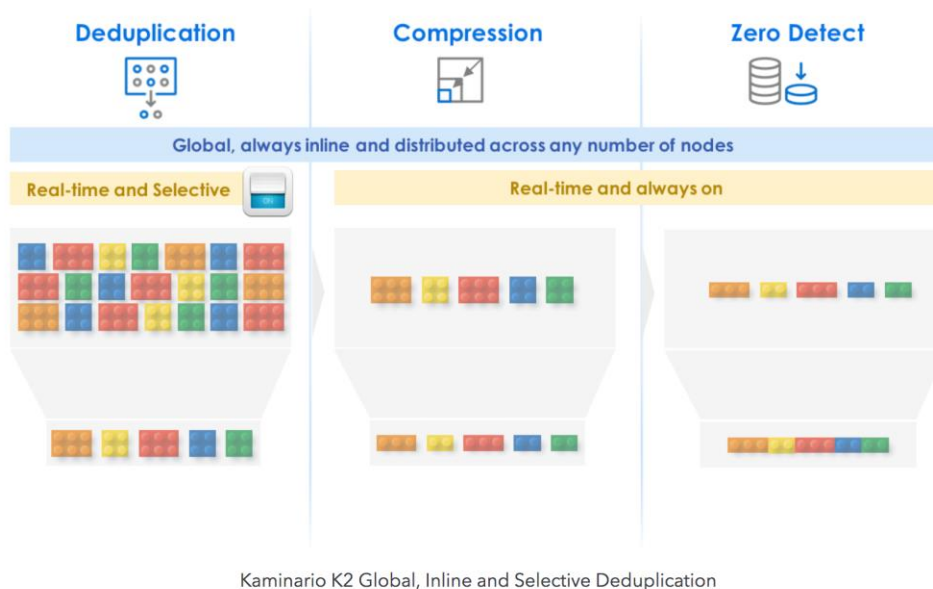 Deduplication
Compression
Zero Detect
Global, always inline and distributed across any number of nodes
Real-time and Selective
ON
Real-time and always on
Kaminario K2 Global, Inline and Selective Deduplication